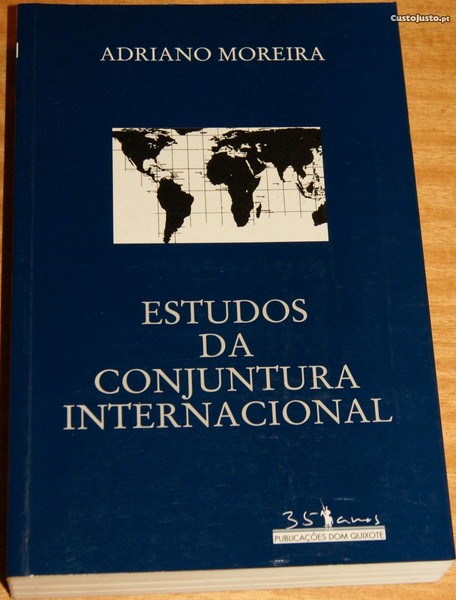 CustoJusto.pt
ADRIANO MOREIRA
ESTUDOS
DA
CONJUNTURA
INTERNACIONAL
35 anos
PUBLICAÇÕES DOM QUIXOTE